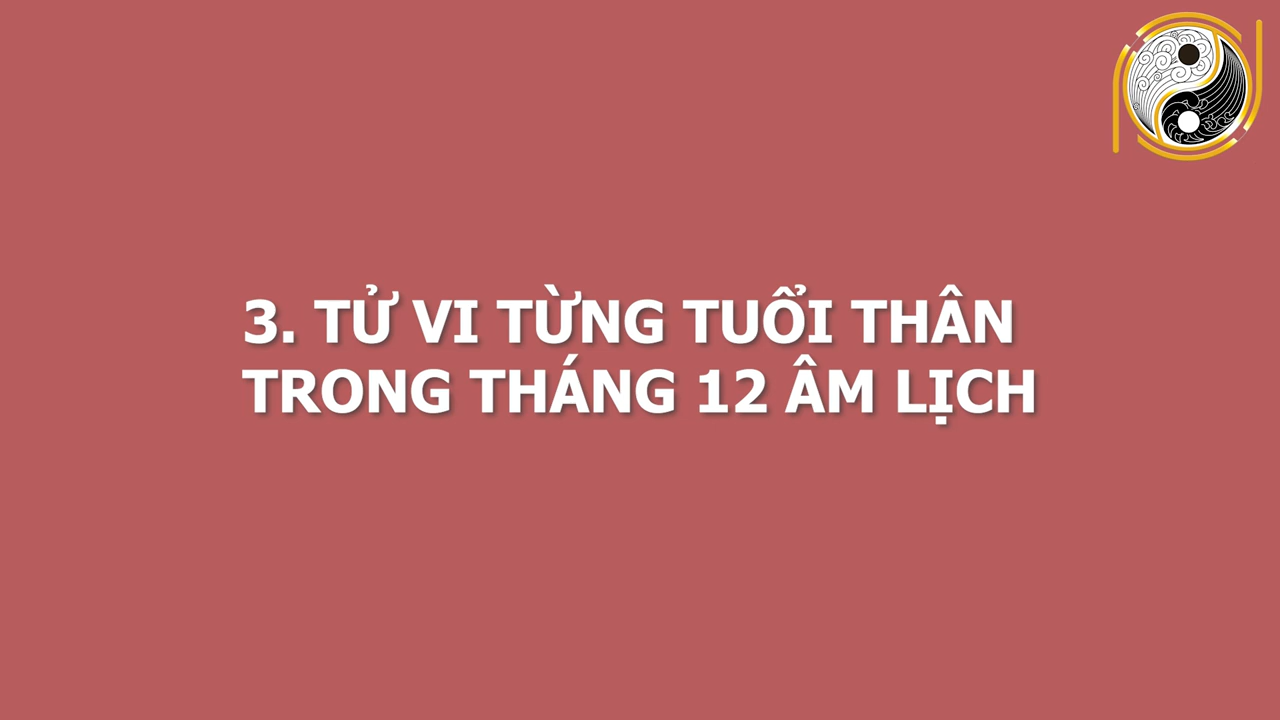 3. TỬ VI TỪNG TUỔI THÂN
TRONG THÁNG 12 ÂM LỊCH